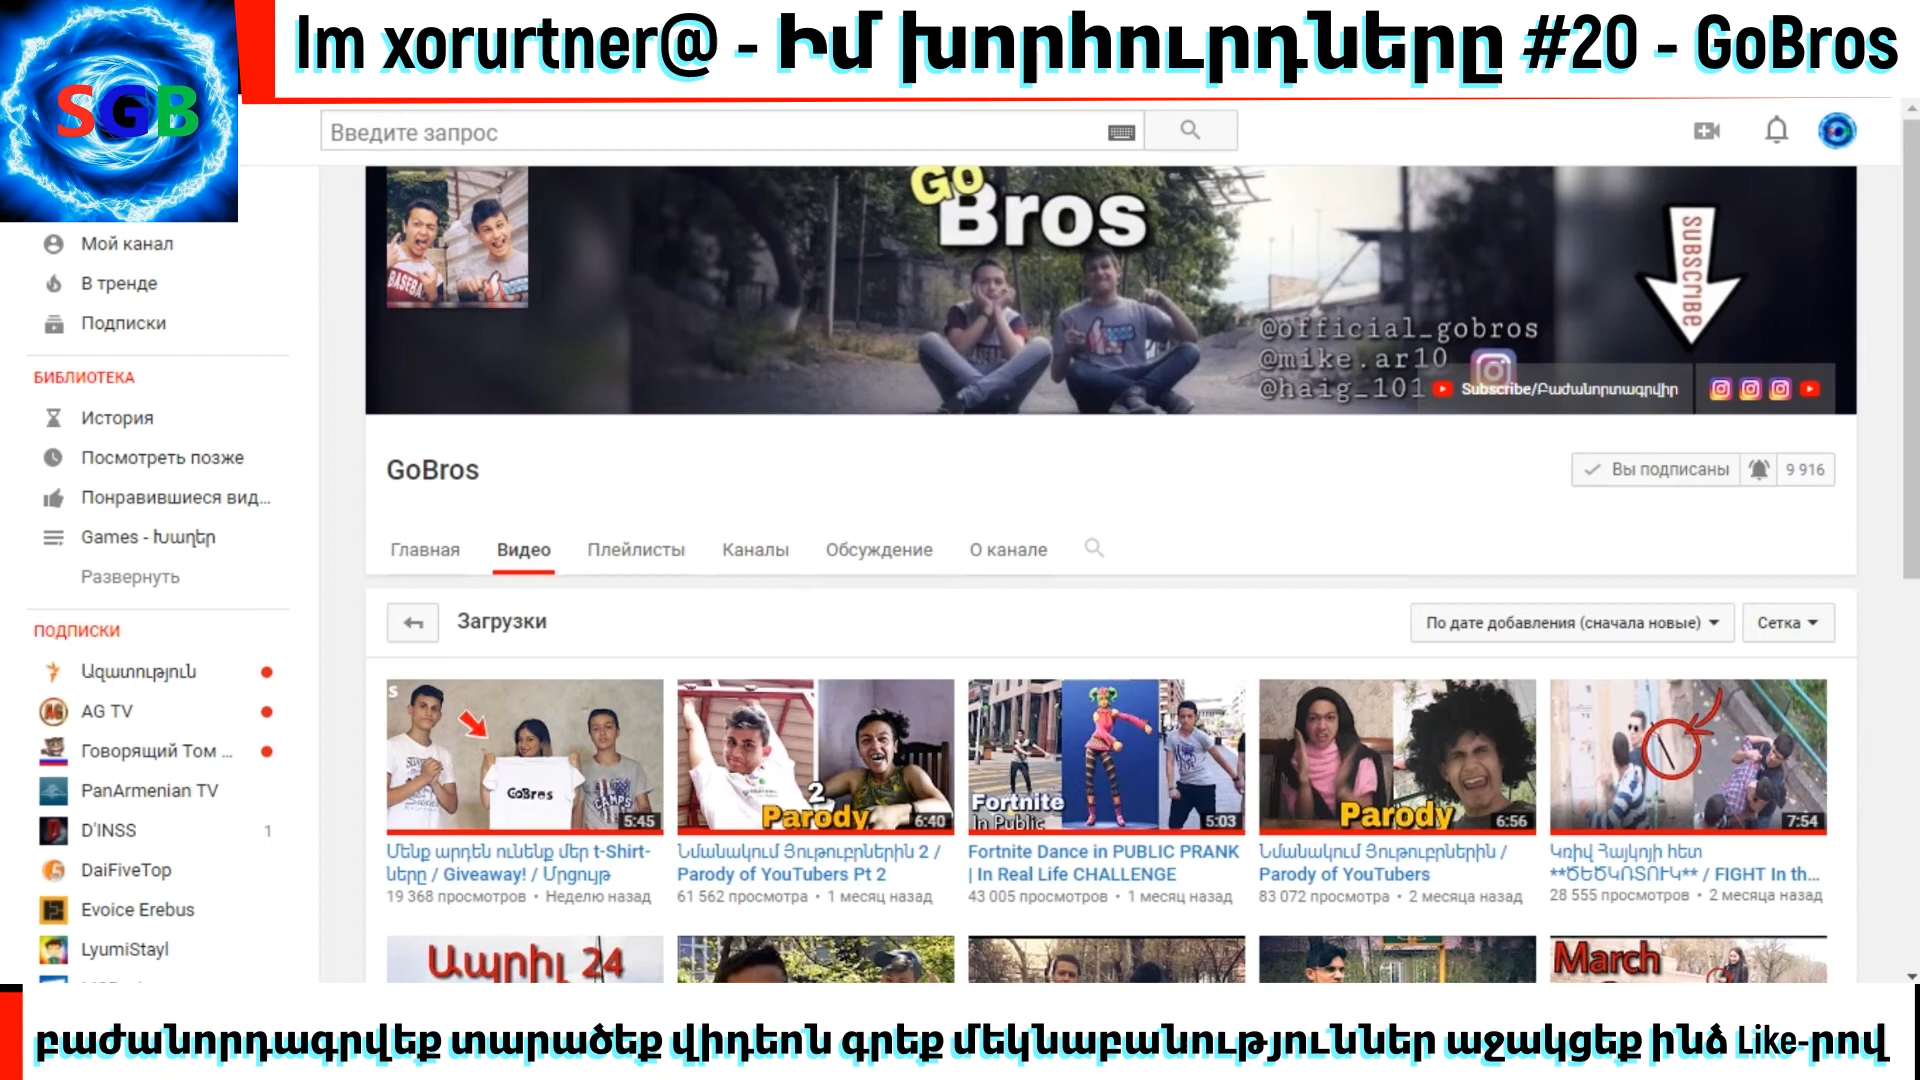 Im xorurtner@ - Իմ խորհուրդները #20 - GoBros
SGB
Введите запрос
Go
Bros
SUBSCRIBE
BASEBA
@official_gobros
@mike.ar10
@haig_101
Subscribe/Բաժանորտագրվիր
Мой канал
В тренде
Подписки
БИБЛИОТЕКА
История
Посмотреть позже
Понравившиеся вид...
Games - Խաղեր
Развернуть
ПОДПИСКИ
Ազատություն
AG TV
Говорящий Том ...
PanArmenian TV
D'INSS 1
DaiFiveTop
Evoice Erebus
LyumiStayl
GoBros
Вы подписаны 9 916
Главная Видео Плейлисты Каналы Обсуждение О канале
Загрузки
По дате добавления (сначала новые) Сетка
S
GoBros
CAMPS
5:45
2
Parody
6:40
Fortnite
In Public
5:03
Parody
6:56
7:54
Մենք արդեն ունենք մեր t-Shirt-
ները / Giveaway! / Մրցույթ
19 368 просмотров • Неделю назад
Նմանակում Յութուբրներին 2 /
Parody of YouTubers Pt 2
61 562 просмотра • 1 месяц назад
Fortnite Dance in PUBLIC PRANK
| In Real Life CHALLENGE
43 005 просмотров • 1 месяц назад
Նմանակում Յութուբրներին /
Parody of YouTubers
83 072 просмотра • 2 месяца назад
Կռիվ Հայկոյի հետ
**ԾԵԾԿՌՏՈՒԿ** / FIGHT In th...
28 555 просмотров • 2 месяца назад
Ապրիլ 24
March
բաժանորդագրվեք տարածեք վիդեոն գրեք մեկնաբանություններ աջակցեք ինձ Like-րով